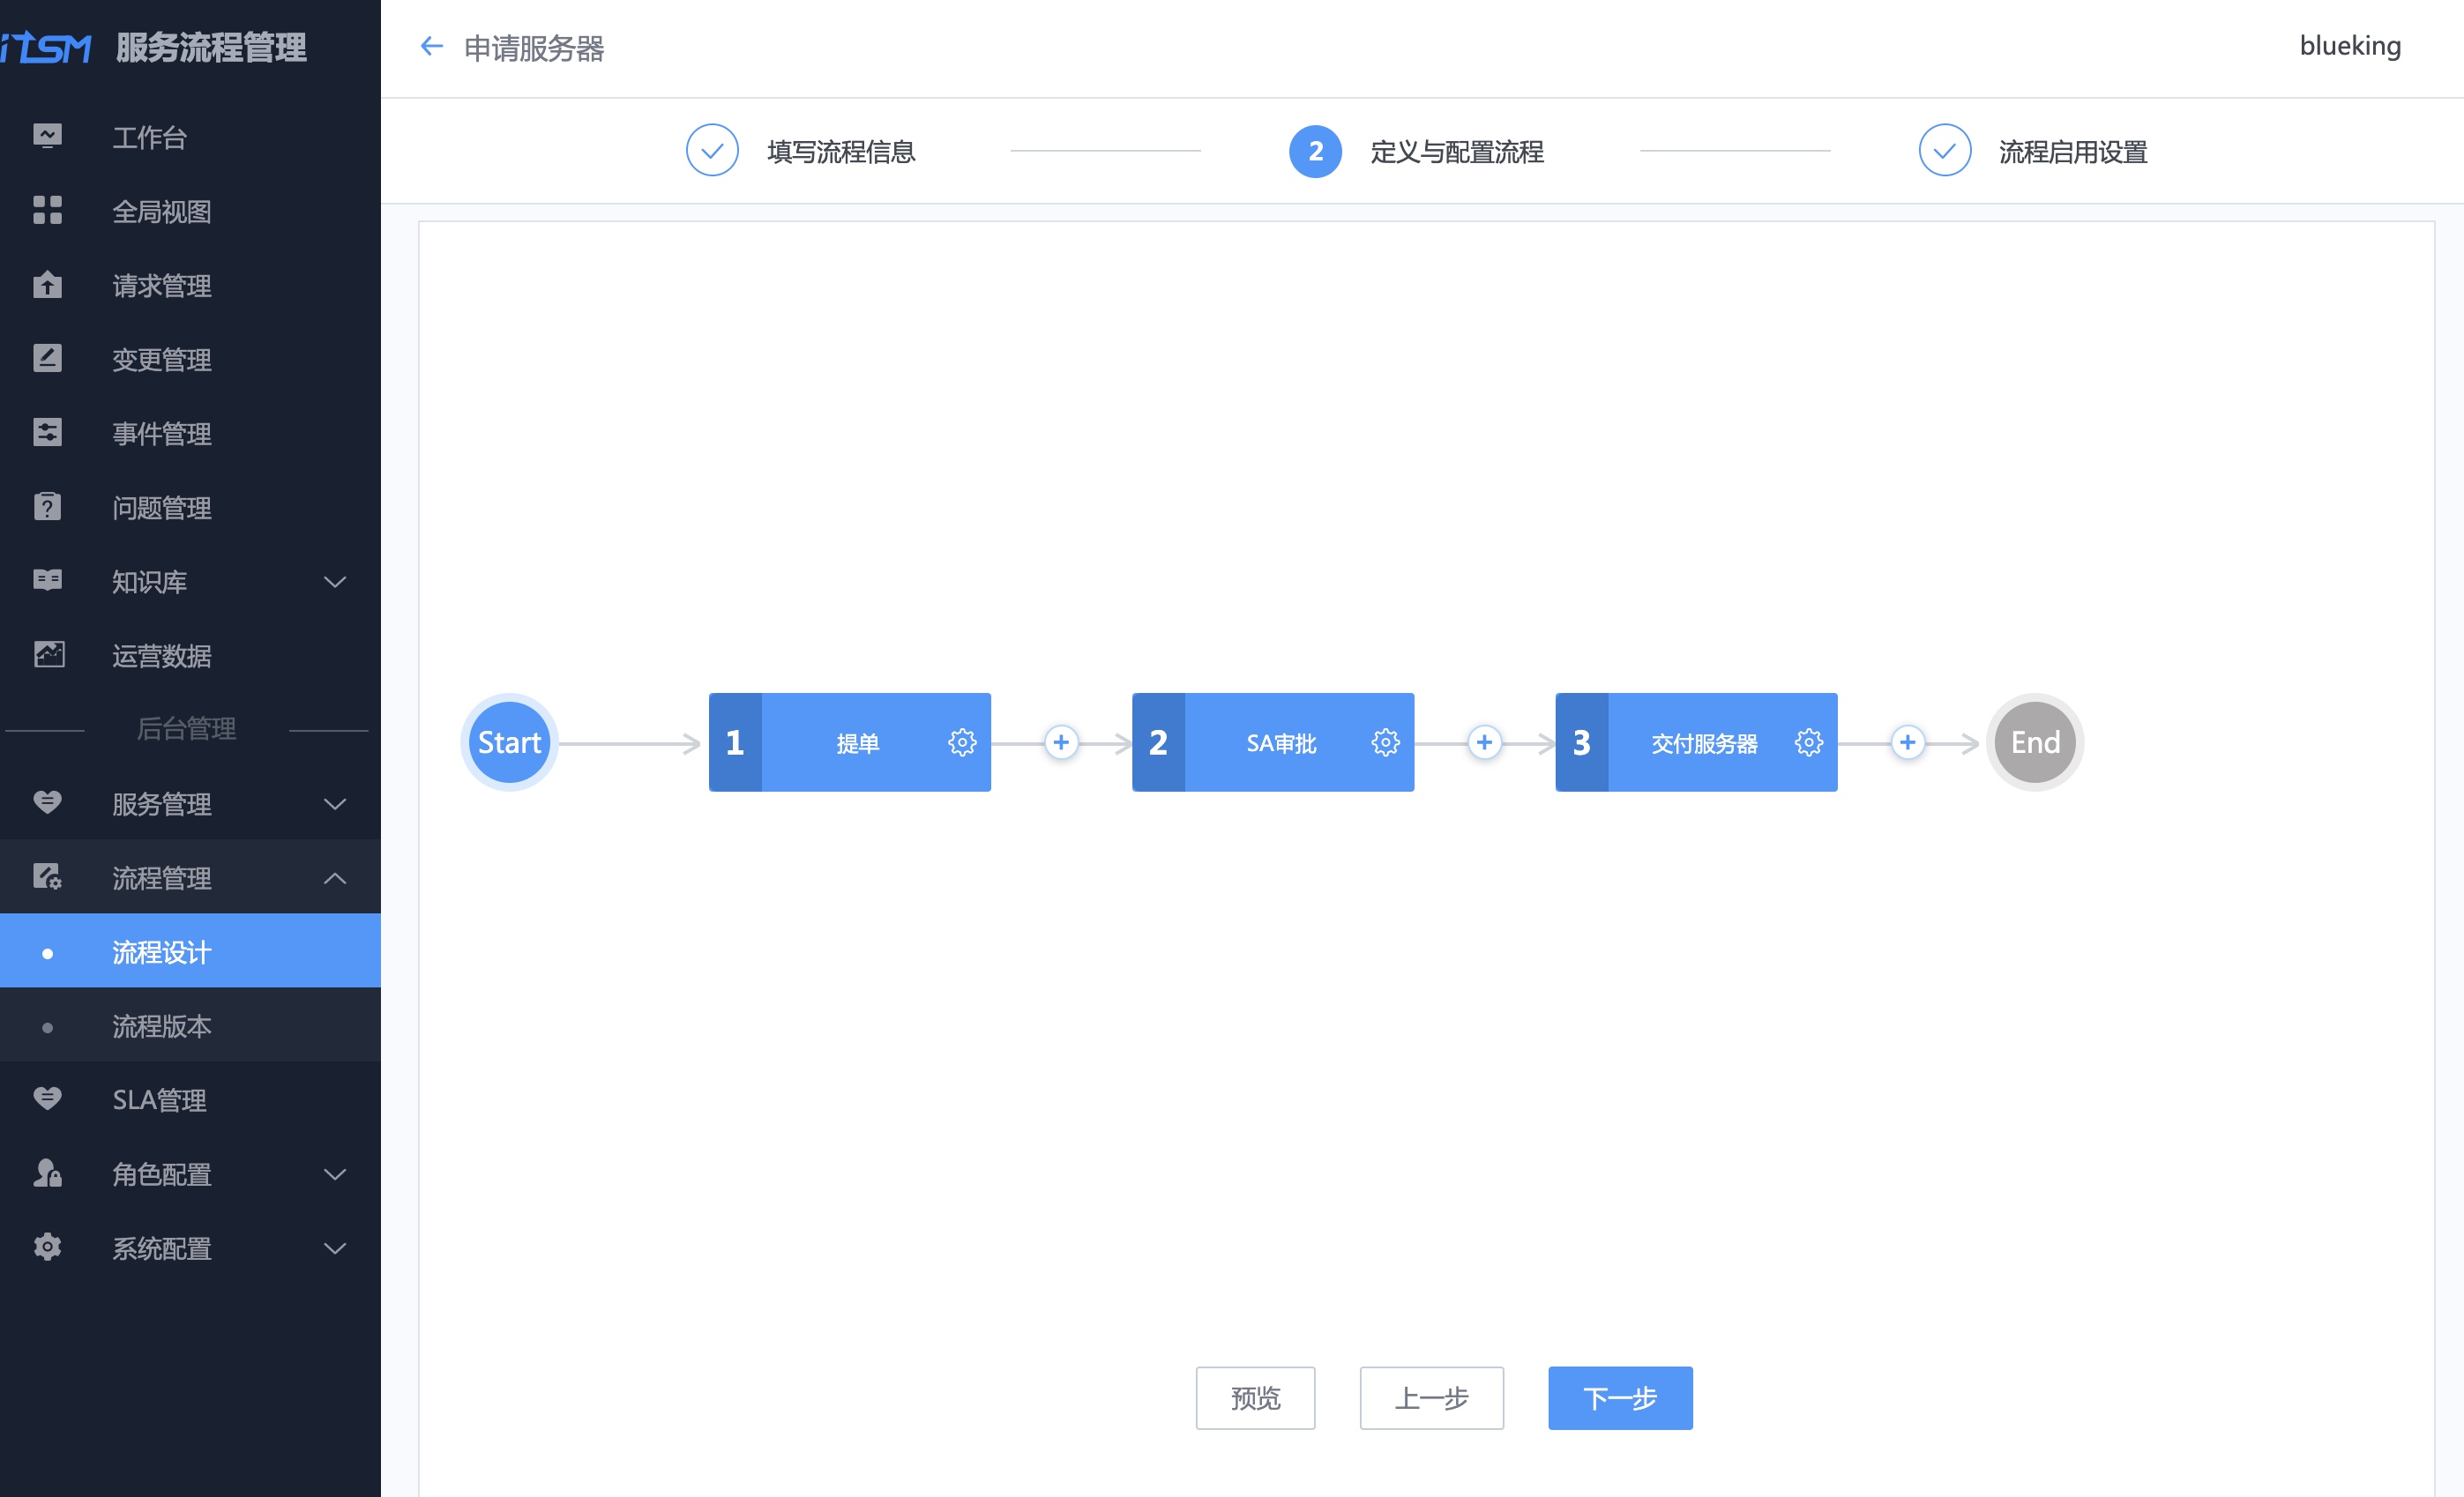 itsm 服务流程管理
工作台
全局视图
请求管理
变更管理
事件管理
问题管理
知识库
运营数据
后台管理
服务管理
流程管理
流程设计
流程版本
SLA管理
角色配置
系统配置
申请服务器
blueking
填写流程信息
2 定义与配置流程
流程启用设置
Start
1 提单
2 SA审批
3 交付服务器
End
预览
上一步
下一步